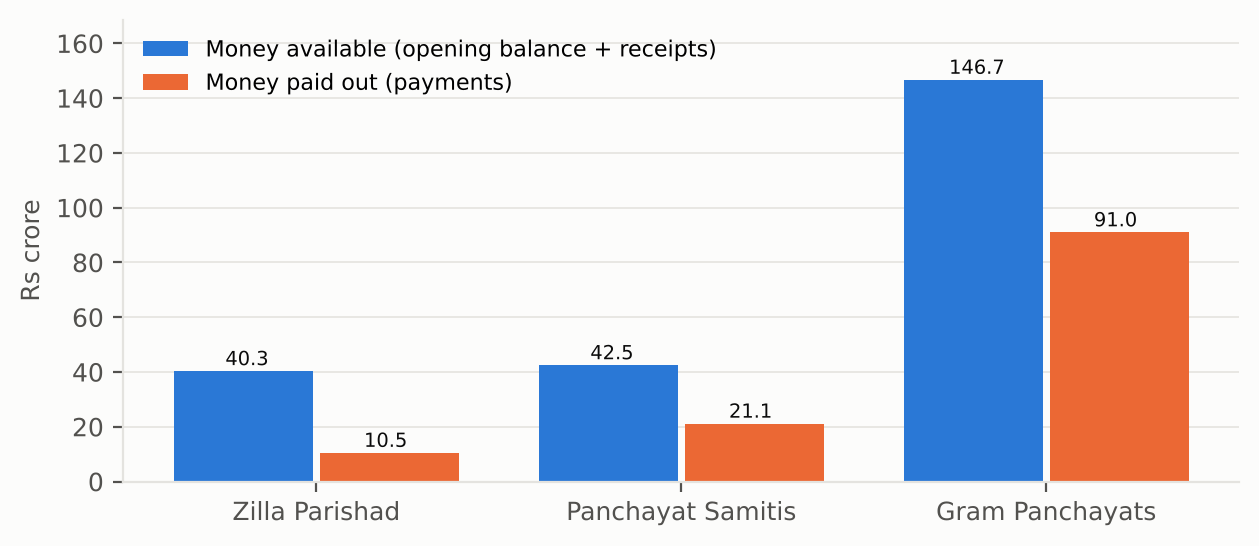 Money available (opening balance + receipts)
Money paid out (payments)
Rs crore
160
140
120
100
80
60
40
20
0
40.3
10.5
42.5
21.1
146.7
91.0
Zilla Parishad
Panchayat Samitis
Gram Panchayats